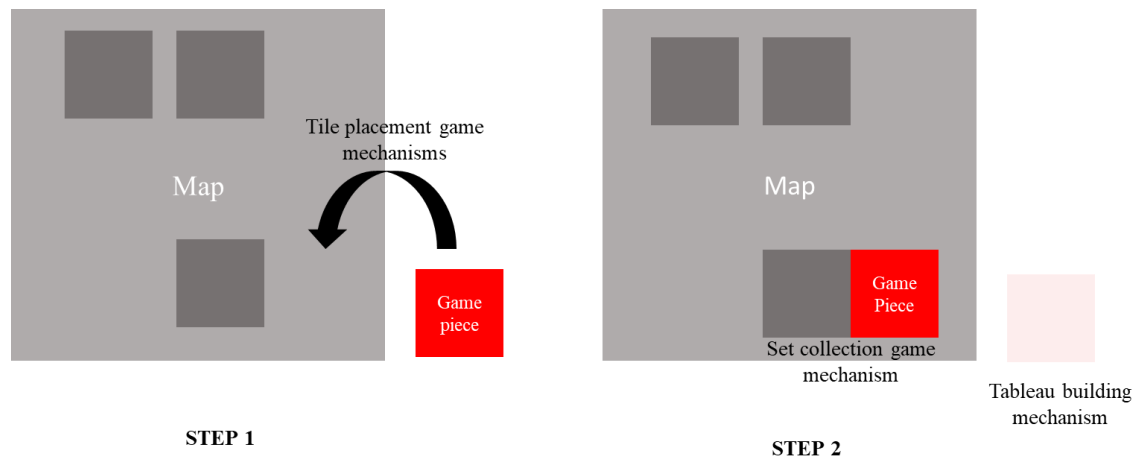 Tile placement game
mechanisms
Map
Game
piece
STEP 1
Map
Game
Piece
Set collection game
mechanism
Tableau building
mechanism
STEP 2